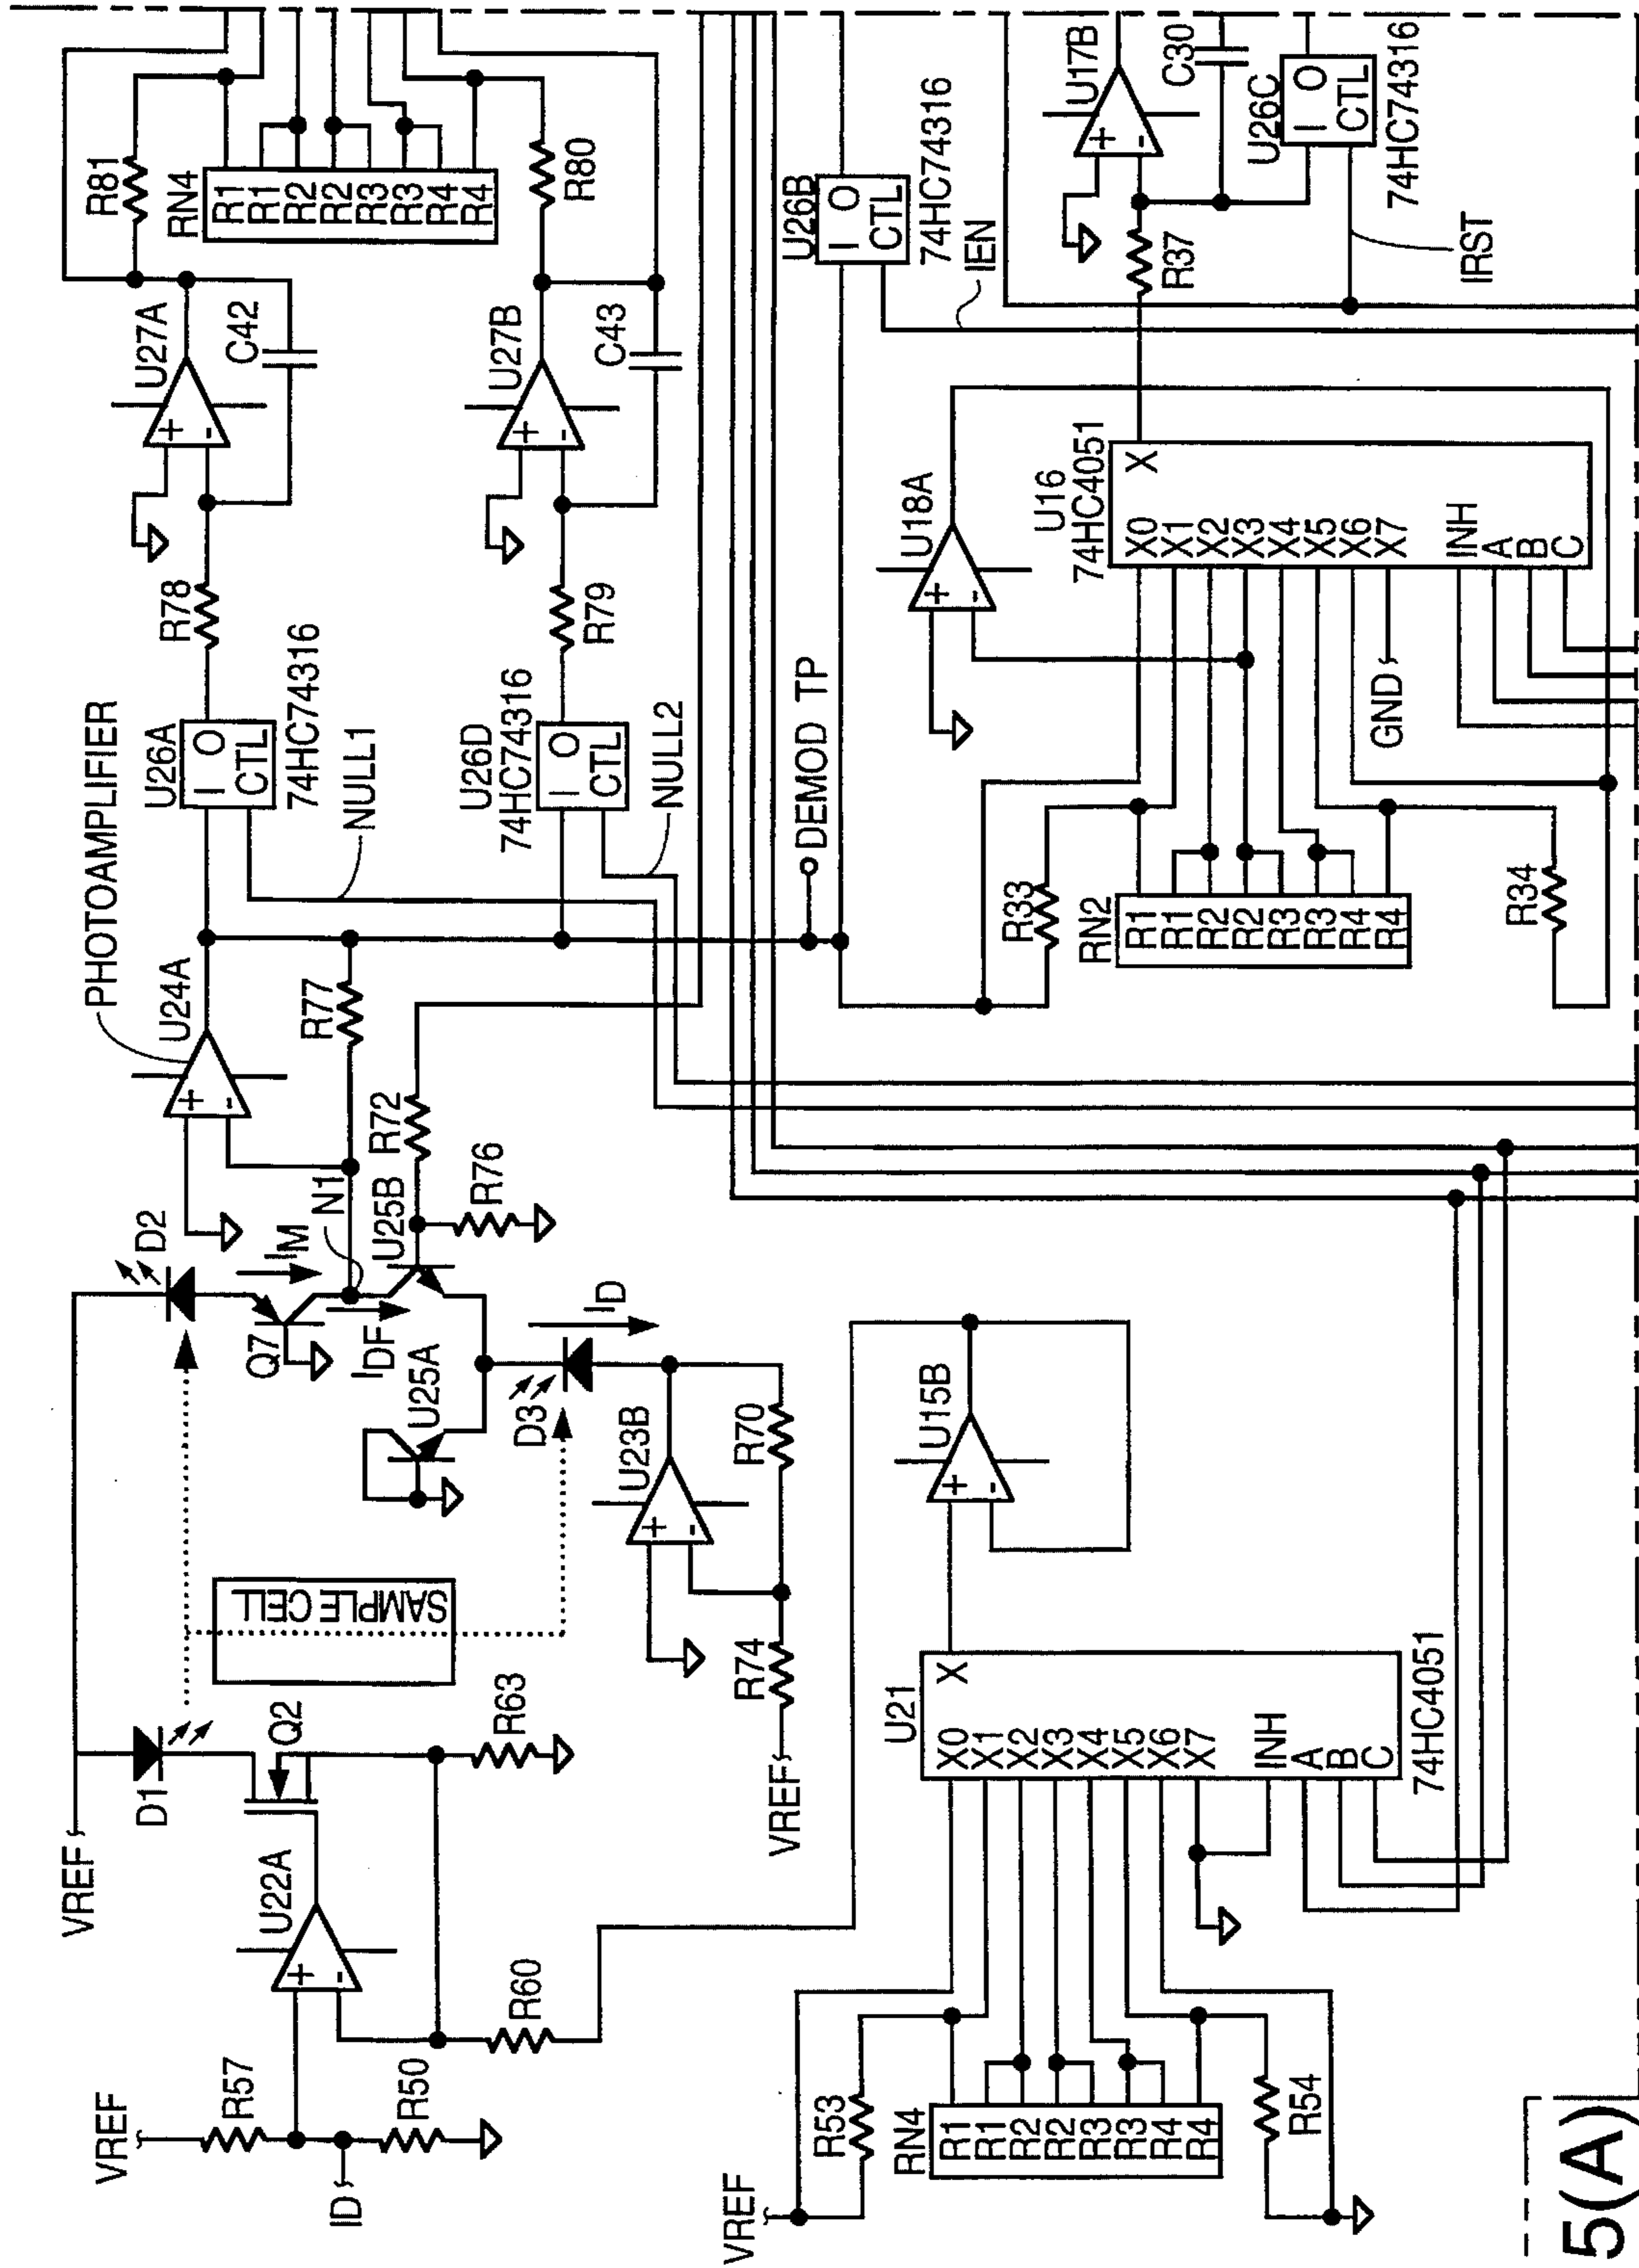 VREF
R57
ID
R50
VREF
U22A
+
-
R60
D1
Q2
R63
SAMPLE CELL
D2
Q7
IM
N1
IDF
U25A
U25B
R76
R72
D3
ID
U23B
+
-
R70
R74
VREF
PHOTOAMPLIFIER
U24A
+
-
R77
U26A
I O
CTL
74HC74316
NULL1
R78
U27A
+
-
C42
R81
RN4
R1
R1
R2
R2
R3
R3
R4
R4
U26D
74HC74316
I O
CTL
NULL2
R79
U27B
+
-
C43
R80
DEMOD TP
U26B
I O
CTL
74HC74316
IEN
VREF
R53
RN4
R1
R1
R2
R2
R3
R3
R4
R4
R54
U21
X0
X1
X2
X3
X4
X5
X6
X7
INH
A
B
C
X
74HC4051
U15B
+
-
R33
RN2
R1
R1
R2
R2
R3
R3
R4
R4
R34
GND
U18A
+
-
U16
74HC4051
X0
X1
X2
X3
X4
X5
X6
X7
INH
A
B
C
X
R37
U17B
+
-
C30
U26C
I O
CTL
74HC74316
IRST
5(A)